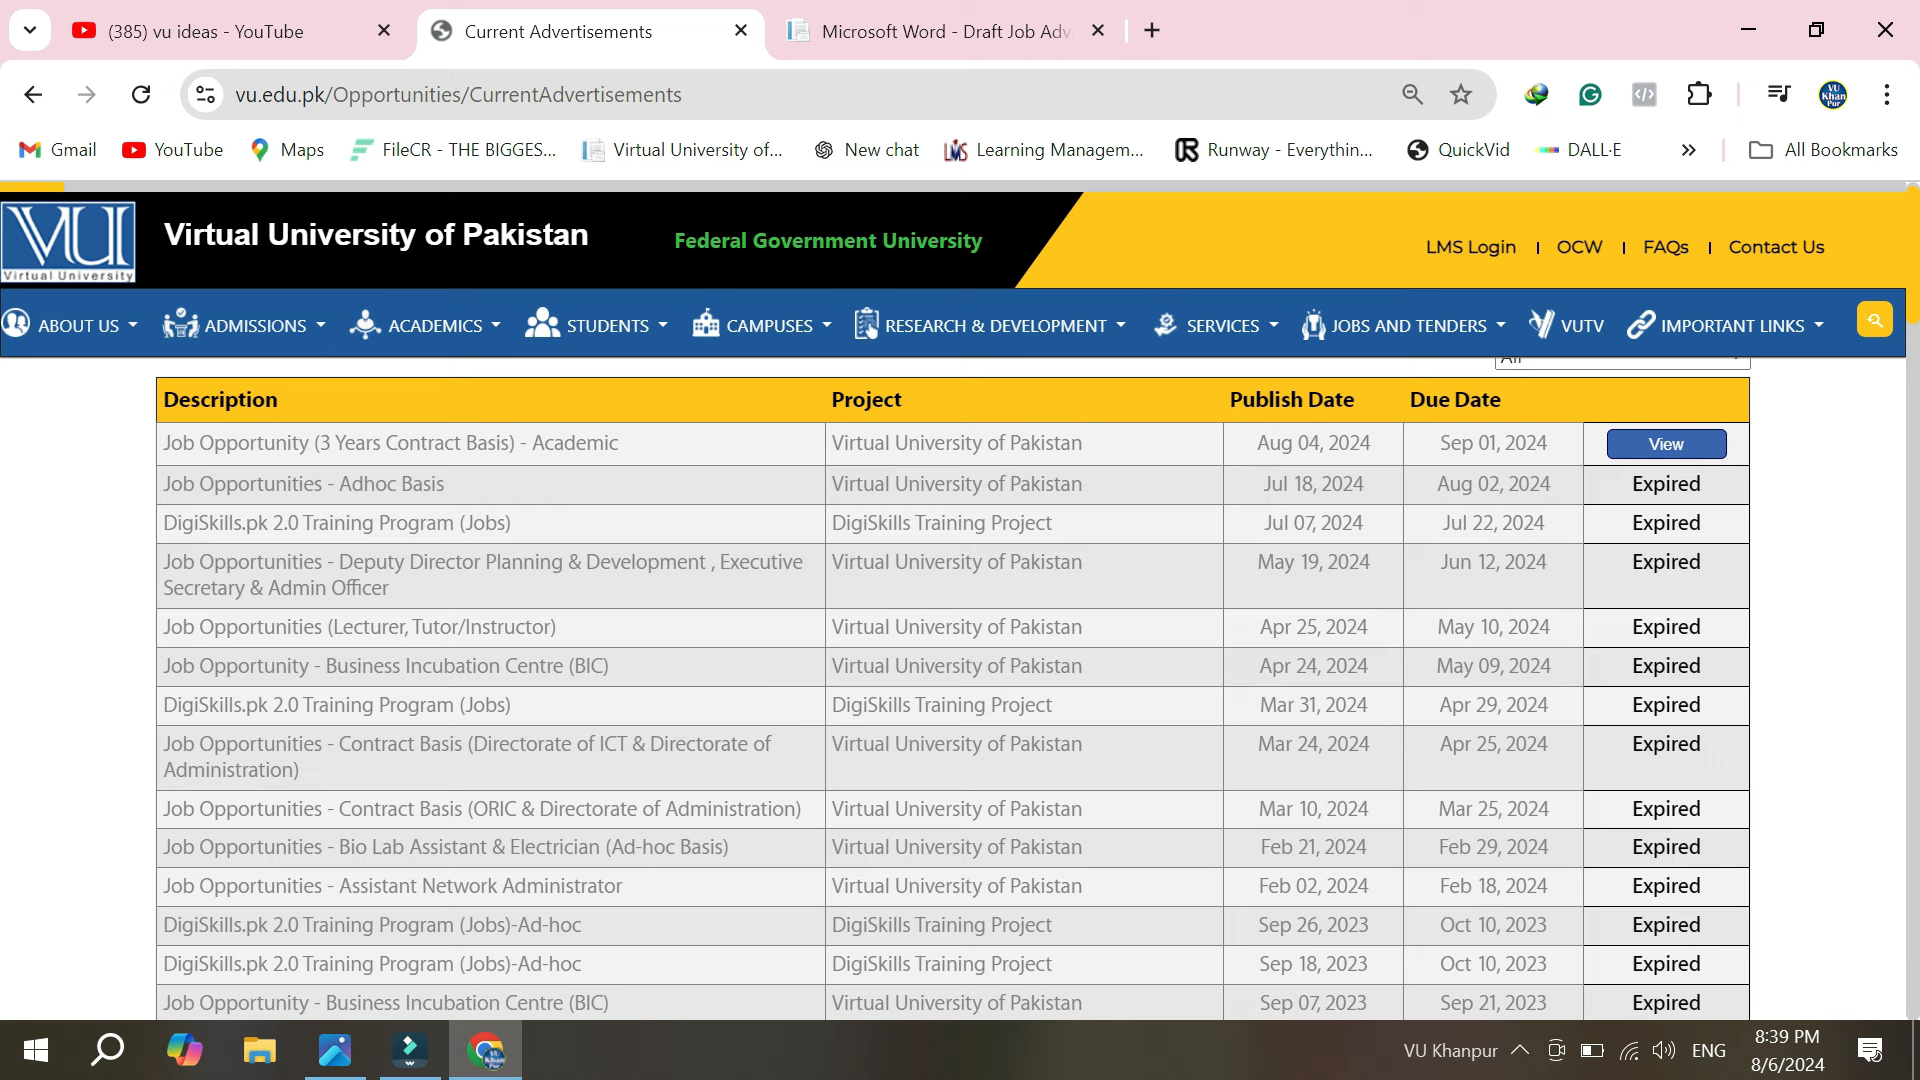 (385) vu ideas - YouTube
Current Advertisements
Microsoft Word - Draft Job Adv
vu.edu.pk/Opportunities/CurrentAdvertisements
VU Khan Pur
Gmail
YouTube
Maps
FileCR - THE BIGGES...
Virtual University of...
New chat
Learning Managem...
Runway - Everythin...
QuickVid
DALL·E
All Bookmarks
VU
Virtual University
Virtual University of Pakistan
Federal Government University
LMS Login | OCW | FAQs | Contact Us
ABOUT US
ADMISSIONS
ACADEMICS
STUDENTS
CAMPUSES
RESEARCH & DEVELOPMENT
SERVICES
JOBS AND TENDERS
VUTV
IMPORTANT LINKS
All
Description Project Publish Date Due Date
Job Opportunity (3 Years Contract Basis) - Academic Virtual University of Pakistan Aug 04, 2024 Sep 01, 2024 View
Job Opportunities - Adhoc Basis Virtual University of Pakistan Jul 18, 2024 Aug 02, 2024 Expired
DigiSkills.pk 2.0 Training Program (Jobs) DigiSkills Training Project Jul 07, 2024 Jul 22, 2024 Expired
Job Opportunities - Deputy Director Planning & Development , Executive Virtual University of Pakistan May 19, 2024 Jun 12, 2024 Expired
Secretary & Admin Officer
Job Opportunities (Lecturer, Tutor/Instructor) Virtual University of Pakistan Apr 25, 2024 May 10, 2024 Expired
Job Opportunity - Business Incubation Centre (BIC) Virtual University of Pakistan Apr 24, 2024 May 09, 2024 Expired
DigiSkills.pk 2.0 Training Program (Jobs) DigiSkills Training Project Mar 31, 2024 Apr 29, 2024 Expired
Job Opportunities - Contract Basis (Directorate of ICT & Directorate of Virtual University of Pakistan Mar 24, 2024 Apr 25, 2024 Expired
Administration)
Job Opportunities - Contract Basis (ORIC & Directorate of Administration) Virtual University of Pakistan Mar 10, 2024 Mar 25, 2024 Expired
Job Opportunities - Bio Lab Assistant & Electrician (Ad-hoc Basis) Virtual University of Pakistan Feb 21, 2024 Feb 29, 2024 Expired
Job Opportunities - Assistant Network Administrator Virtual University of Pakistan Feb 02, 2024 Feb 18, 2024 Expired
DigiSkills.pk 2.0 Training Program (Jobs)-Ad-hoc DigiSkills Training Project Sep 26, 2023 Oct 10, 2023 Expired
DigiSkills.pk 2.0 Training Program (Jobs)-Ad-hoc DigiSkills Training Project Sep 18, 2023 Oct 10, 2023 Expired
Job Opportunity - Business Incubation Centre (BIC) Virtual University of Pakistan Sep 07, 2023 Sep 21, 2023 Expired
VU Khanpur
ENG
8:39 PM
8/6/2024